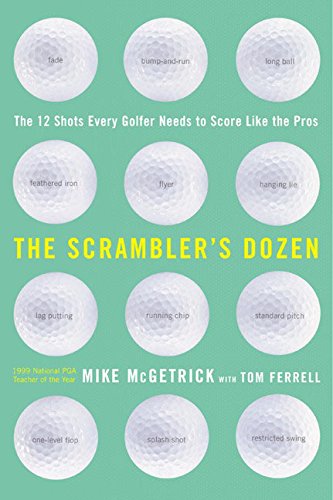 fade bump-and-run long ball
The 12 Shots Every Golfer Needs to Score Like the Pros
feathered iron flyer hanging lie
THE SCRAMBLER'S DOZEN
lag putting running chip standard pitch
1999 National PGA
Teacher of the Year
MIKE McGETRICK WITH TOM FERRELL
one-level flop splash shot restricted swing